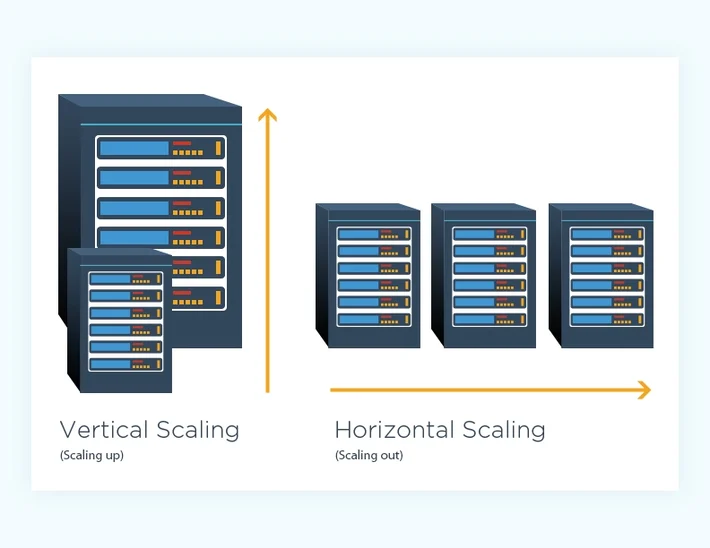 Vertical Scaling
(Scaling up)
Horizontal Scaling
(Scaling out)